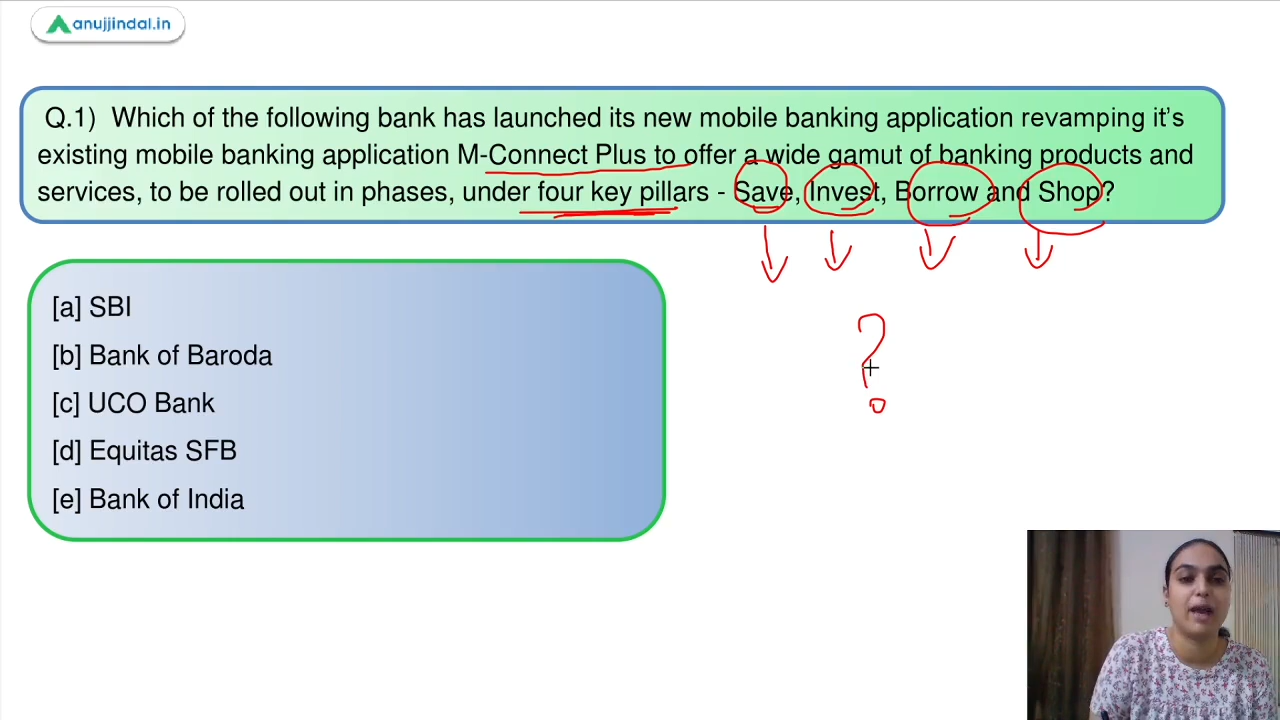 anujjindal.in
Q.1) Which of the following bank has launched its new mobile banking application revamping it's
existing mobile banking application M-Connect Plus to offer a wide gamut of banking products and
services, to be rolled out in phases, under four key pillars - Save, Invest, Borrow and Shop?
[a] SBI
[b] Bank of Baroda
[c] UCO Bank
[d] Equitas SFB
[e] Bank of India
?